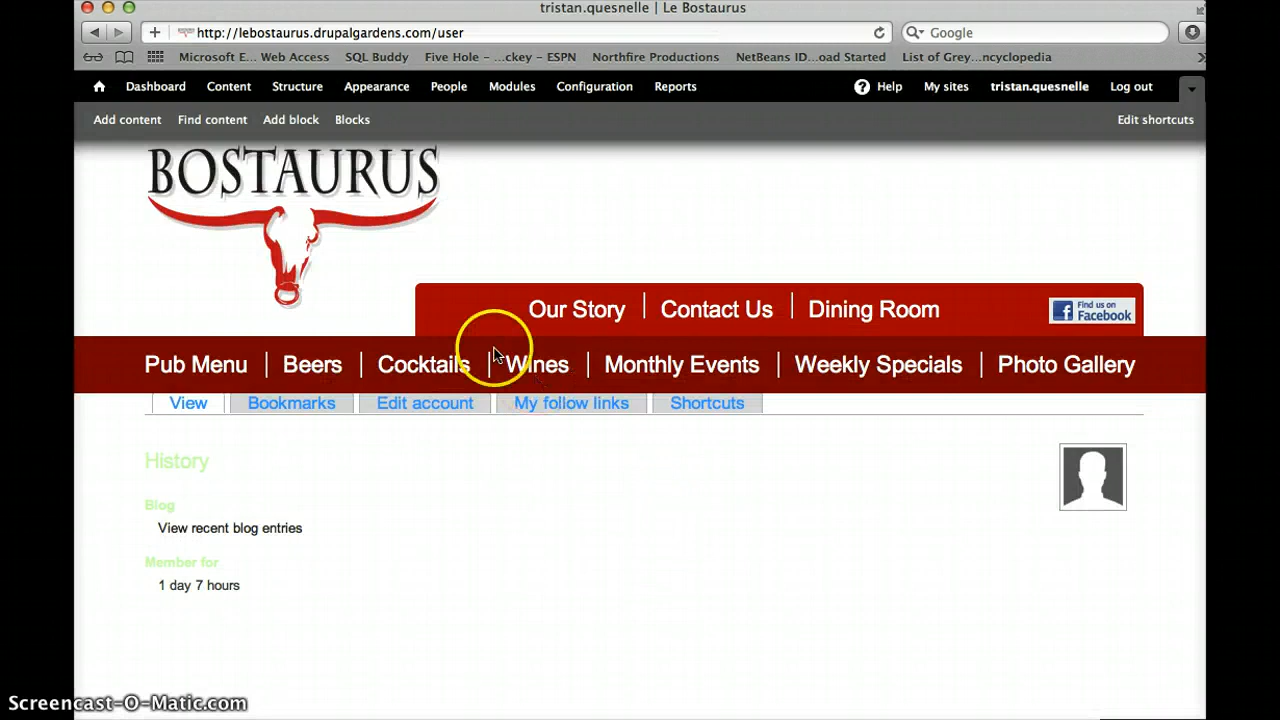 tristan.quesnelle | Le Bostaurus
http://lebostaurus.drupalgardens.com/user
Google
Microsoft E... Web Access SQL Buddy Five Hole – ...ckey – ESPN Northfire Productions NetBeans ID...oad Started List of Grey...ncyclopedia
Dashboard Content Structure Appearance People Modules Configuration Reports Help My sites tristan.quesnelle Log out
Add content Find content Add block Blocks Edit shortcuts
BOSTAURUS
Our Story Contact Us Dining Room
Find us on
Facebook
Pub Menu Beers Cocktails Wines Monthly Events Weekly Specials Photo Gallery
View Bookmarks Edit account My follow links Shortcuts
History
Blog
View recent blog entries
Member for
1 day 7 hours
Screencast-O-Matic.com